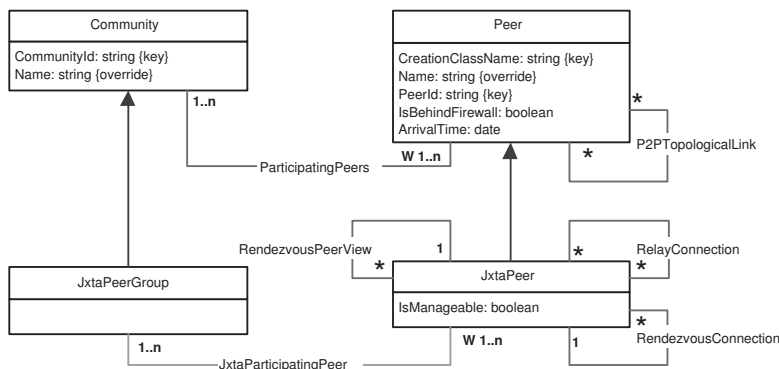 Community
CommunityId: string {key}
Name: string {override}
Peer
CreationClassName: string {key}
Name: string {override}
PeerId: string {key}
IsBehindFirewall: boolean
ArrivalTime: date
1..n
ParticipatingPeers
W 1..n
*
*
P2PTopologicalLink
RendezvousPeerView
1
*
*
*
RelayConnection
JxtaPeerGroup
JxtaPeer
IsManageable: boolean
1..n
JxtaParticipatingPeer
W 1..n
1
*
RendezvousConnection